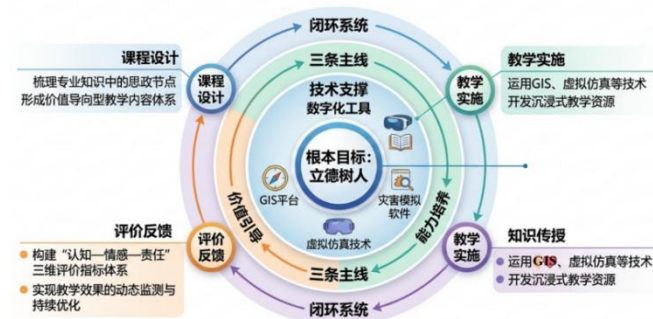 闭环系统
课程设计
梳理专业知识中的思政节点
形成价值导向型教学内容体系
课程
设计
三条主线
技术支撑
数字化工具
教学
实施
教学实施
运用GIS、虚拟仿真等技术
开发沉浸式教学资源
根本目标：
立德树人
GIS平台
灾害模拟
软件
虚拟仿真技术
价值引导
能力培养
三条主线
评价反馈
构建“认知—情感—责任”
三维评价指标体系
实现教学效果的动态监测与
持续优化
评价
反馈
教学
实施
知识传授
运用GIS、虚拟仿真等技术
开发沉浸式教学资源
闭环系统